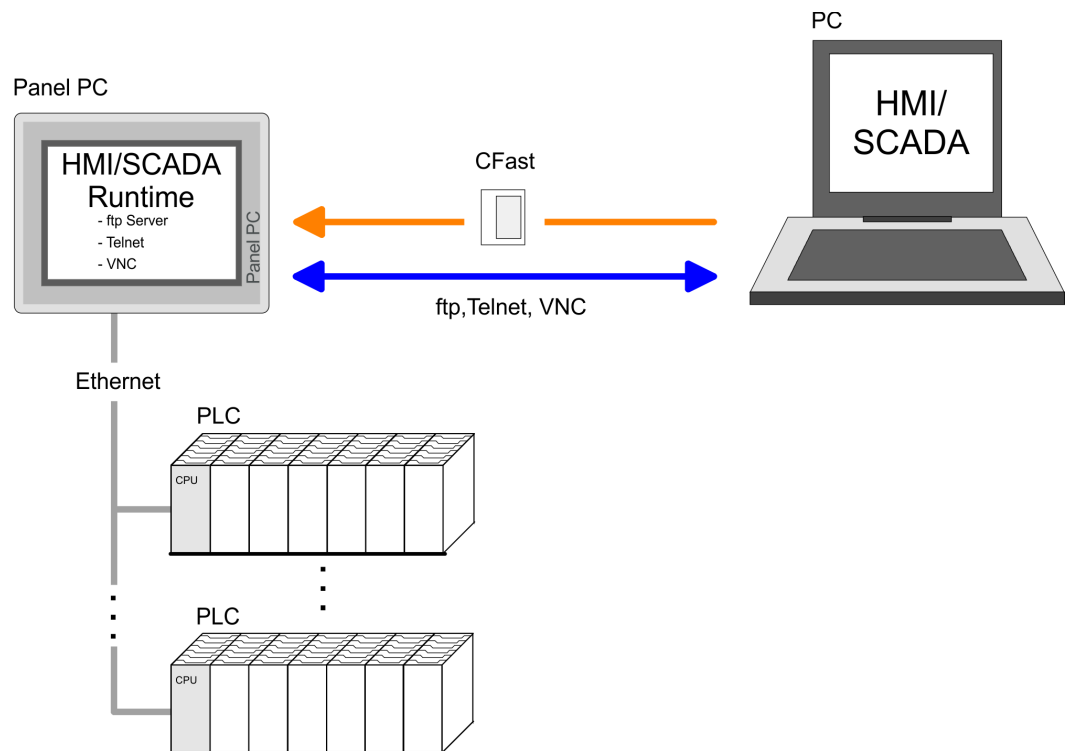 PC
Panel PC
HMI/SCADA
Runtime
- ftp Server
- Telnet
- VNC
Panel PC
CFast
HMI/
SCADA
ftp,Telnet, VNC
Ethernet
PLC
CPU
PLC
CPU